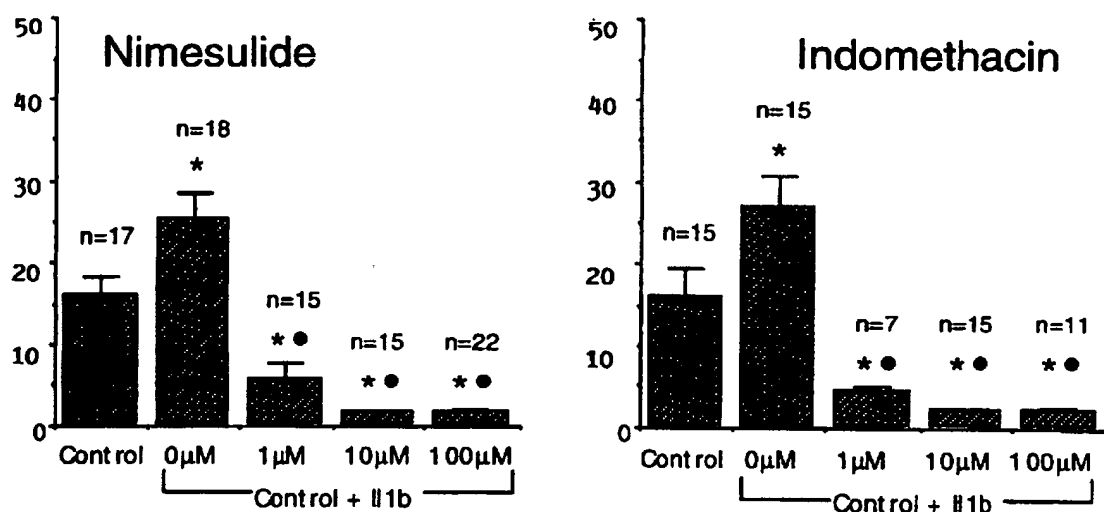 Nimesulide
50
40
30
20
10
0
n=17
n=18
*
n=15
* ●
n=15
* ●
n=22
* ●
Control 0µM 1µM 10µM 100µM
Control + Il1b
Indomethacin
50
40
30
20
10
0
n=15
n=15
*
n=7
* ●
n=15
* ●
n=11
* ●
Control 0µM 1µM 10µM 100µM
Control + Il1b